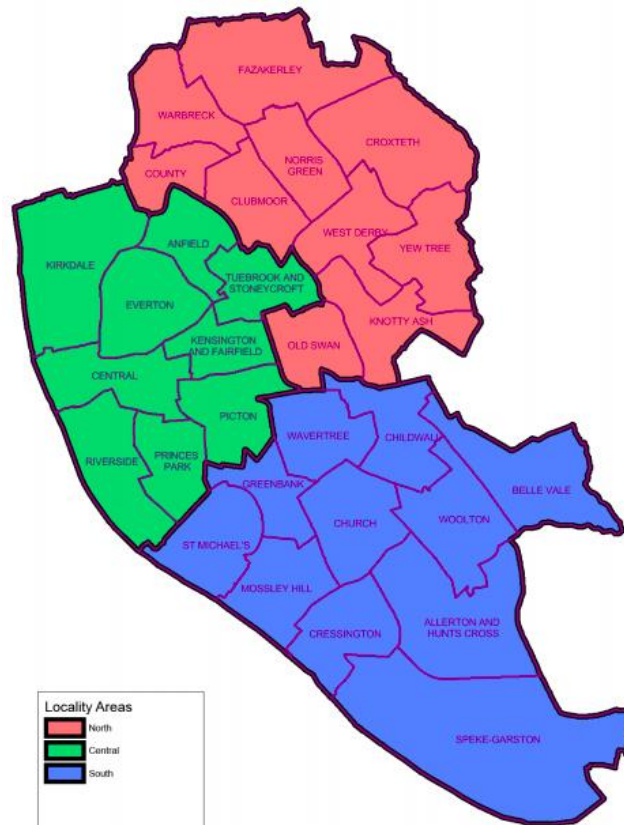 FAZAKERLEY
WARBRECK
CROXTETH
NORRIS
GREEN
COUNTY
CLUBMOOR
WEST DERBY
ANFIELD
YEW TREE
KIRKDALE
TUEBROOK AND
STONEYCROFT
EVERTON
KNOTTY ASH
KENSINGTON
AND FAIRFIELD
OLD SWAN
CENTRAL
PICTON
WAVERTREE
CHILDWALL
RIVERSIDE
PRINCES
PARK
GREENBANK
BELLE VALE
CHURCH
WOOLTON
ST MICHAEL'S
MOSSLEY HILL
ALLERTON AND
HUNTS CROSS
CRESSINGTON
SPEKE-GARSTON
Locality Areas
North
Central
South